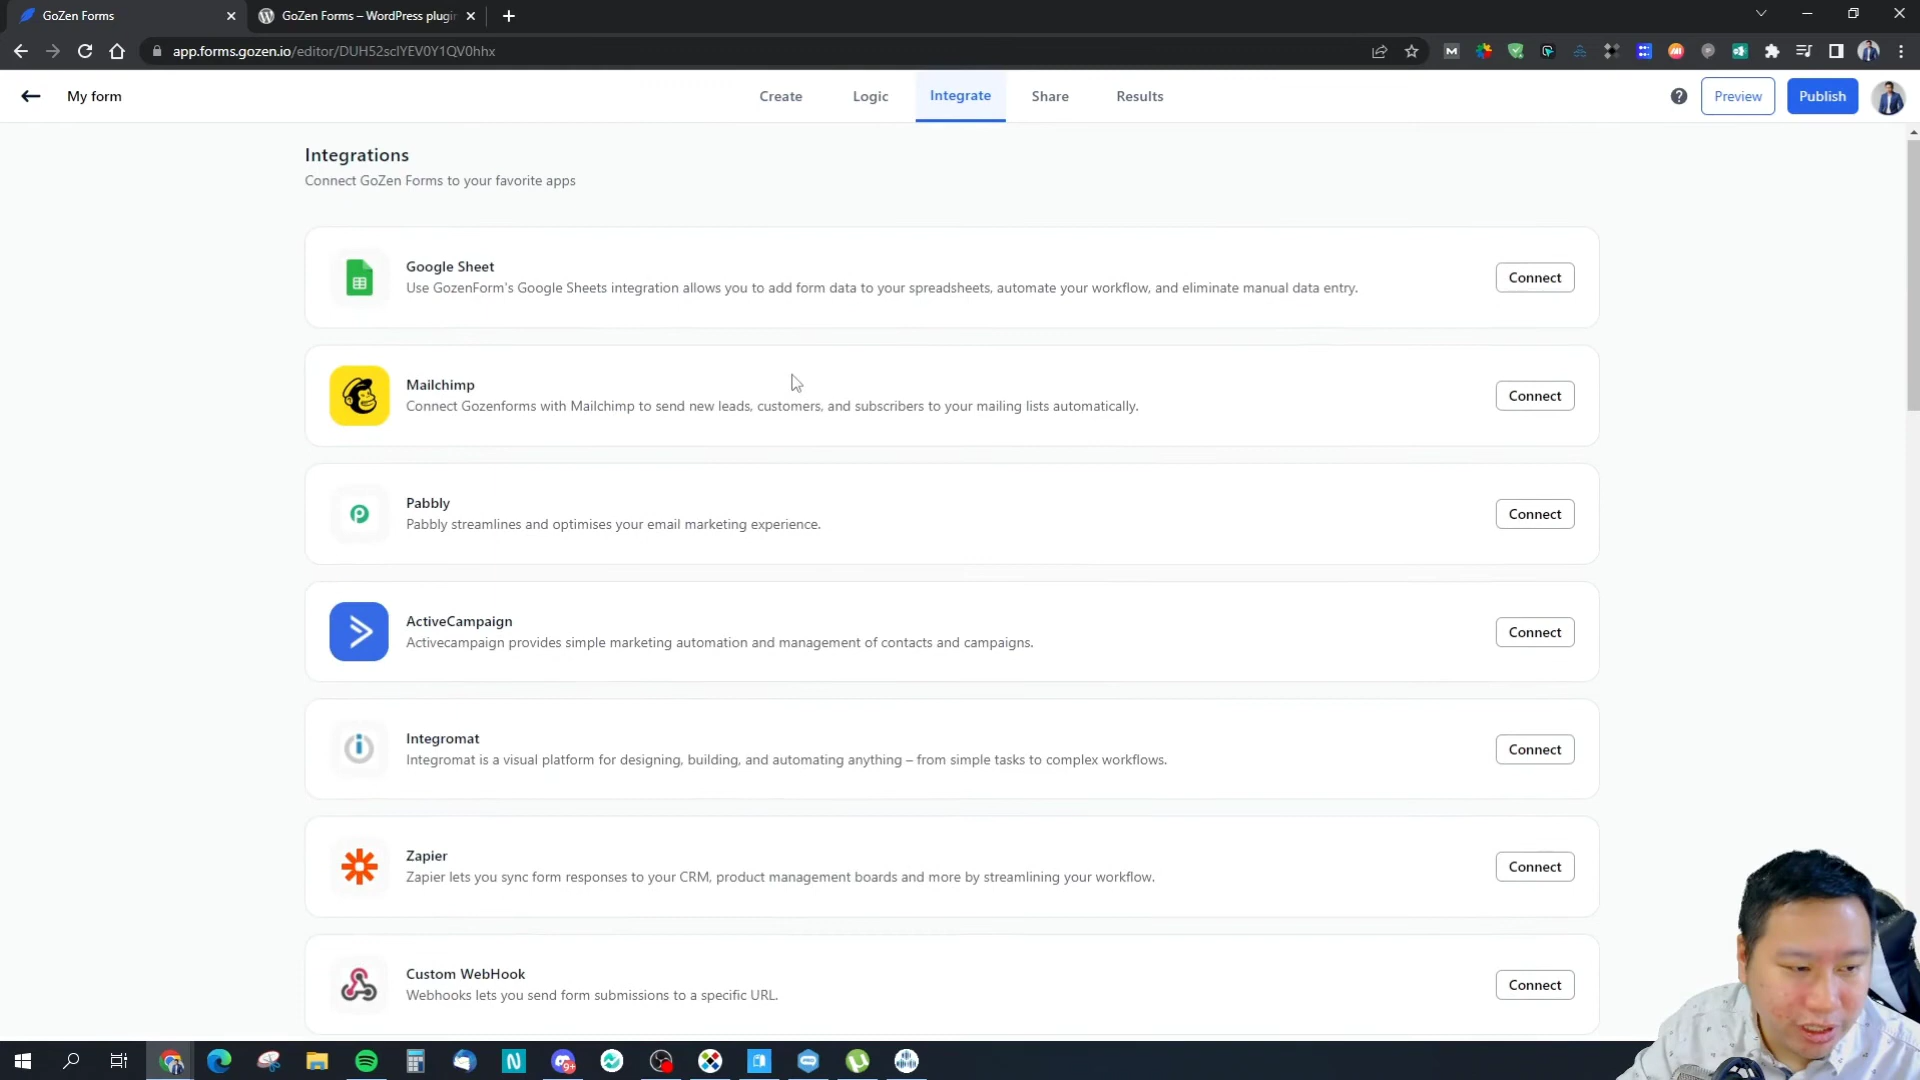 GoZen Forms
GoZen Forms – WordPress plugin
app.forms.gozen.io/editor/DUH52sclYEV0Y1QV0hhx
My form
Create
Logic
Integrate
Share
Results
Preview
Publish
Integrations
Connect GoZen Forms to your favorite apps
Google Sheet
Use GozenForm's Google Sheets integration allows you to add form data to your spreadsheets, automate your workflow, and eliminate manual data entry.
Connect
Mailchimp
Connect Gozenforms with Mailchimp to send new leads, customers, and subscribers to your mailing lists automatically.
Connect
Pabbly
Pabbly streamlines and optimises your email marketing experience.
Connect
ActiveCampaign
Activecampaign provides simple marketing automation and management of contacts and campaigns.
Connect
Integromat
Integromat is a visual platform for designing, building, and automating anything – from simple tasks to complex workflows.
Connect
Zapier
Zapier lets you sync form responses to your CRM, product management boards and more by streamlining your workflow.
Connect
Custom WebHook
Webhooks lets you send form submissions to a specific URL.
Connect
9+